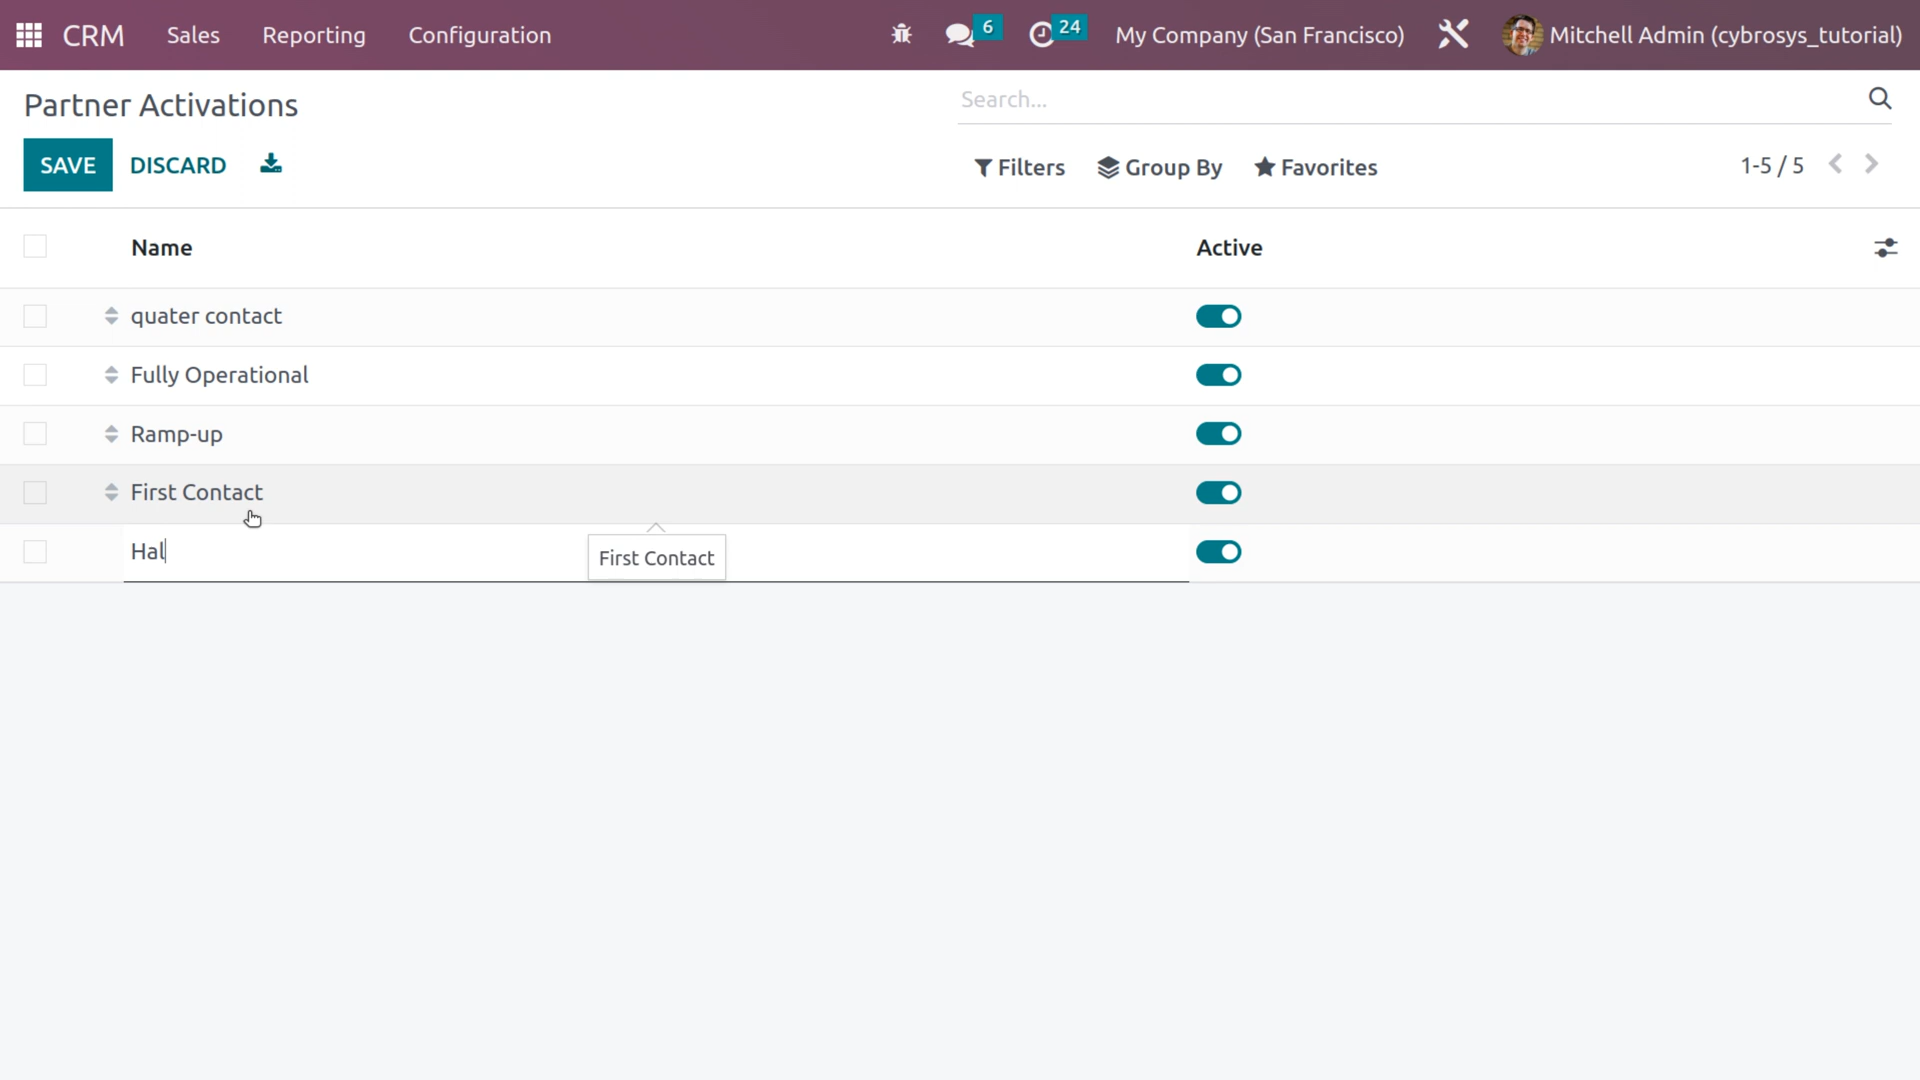 CRM Sales Reporting Configuration 6 24 My Company (San Francisco) Mitchell Admin (cybrosys_tutorial)
Partner Activations Search...
SAVE DISCARD Filters Group By Favorites 1-5 / 5
Name Active
quater contact
Fully Operational
Ramp-up
First Contact
Hal
First Contact